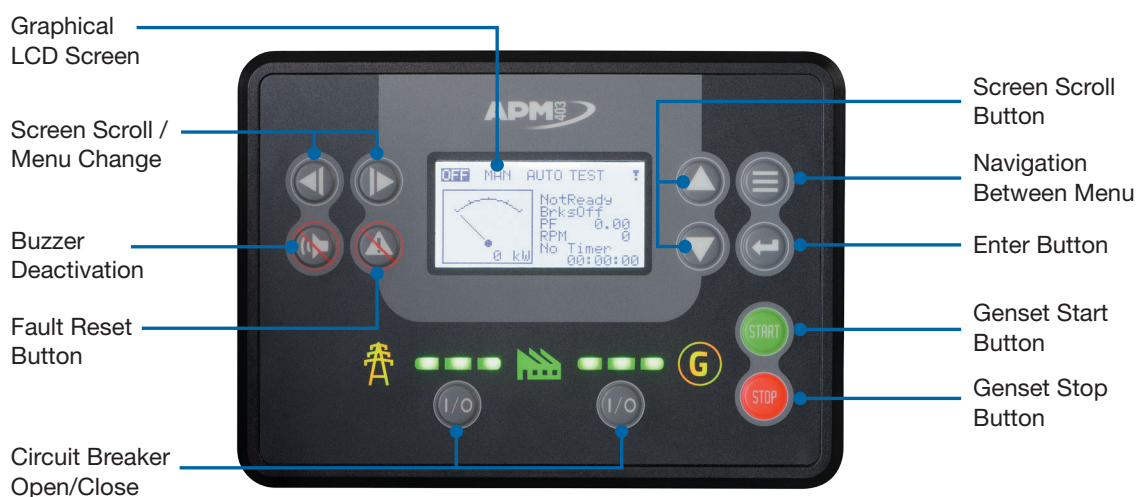 Graphical
LCD Screen
Screen Scroll /
Menu Change
Buzzer
Deactivation
Fault Reset
Button
Circuit Breaker
Open/Close
APM403
OFF MAN AUTO TEST !
NotReady
BrksOff
PF 0.00
RPM 0
No Timer
00:00:00
0 kW
I/O
I/O
G
START
STOP
Screen Scroll
Button
Navigation
Between Menu
Enter Button
Genset Start
Button
Genset Stop
Button